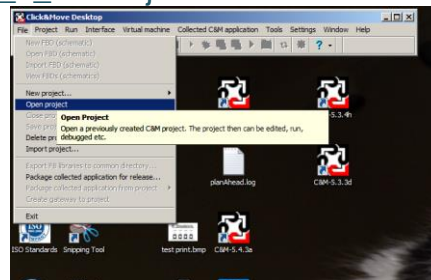 Click&Move Desktop
File Project Run Interface Virtual machine Collected C&M application Tools Settings Window Help
New FBD (schematic)
Open FBD (schematic)
Import FBD (schematic)
View FBDs (schematics)
New project...
Open project
Open Project
Open a previously created C&M project. The project then can be edited, run,
debugged etc.
Import project...
Export FB libraries to common directory...
Package collected application for release...
Package collected application from project
Create gateway to project
Exit
planAhead.log
C&M-5.3.3d
ISO Standards
Snipping Tool
test print.bmp
C&M-5.4.3a